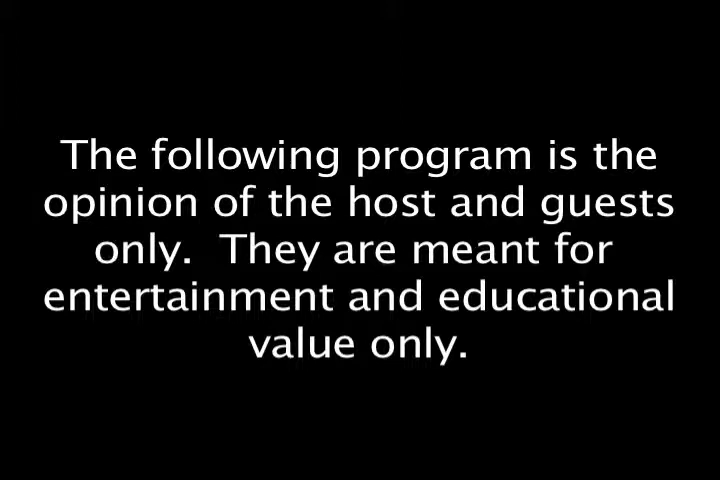 The following program is the
opinion of the host and guests
only.  They are meant for
entertainment and educational
value only.